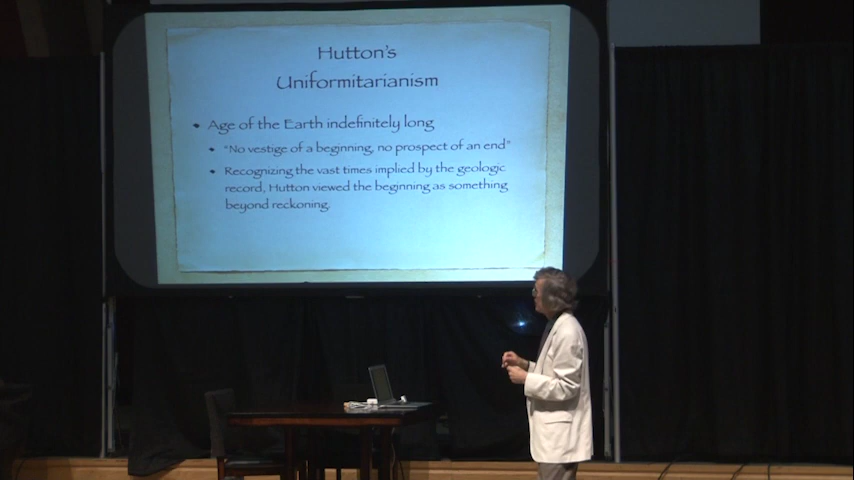 Hutton's
Uniformitarianism
• Age of the Earth indefinitely long
• "No vestige of a beginning, no prospect of an end"
• Recognizing the vast times implied by the geologic
record, Hutton viewed the beginning as something
beyond reckoning.